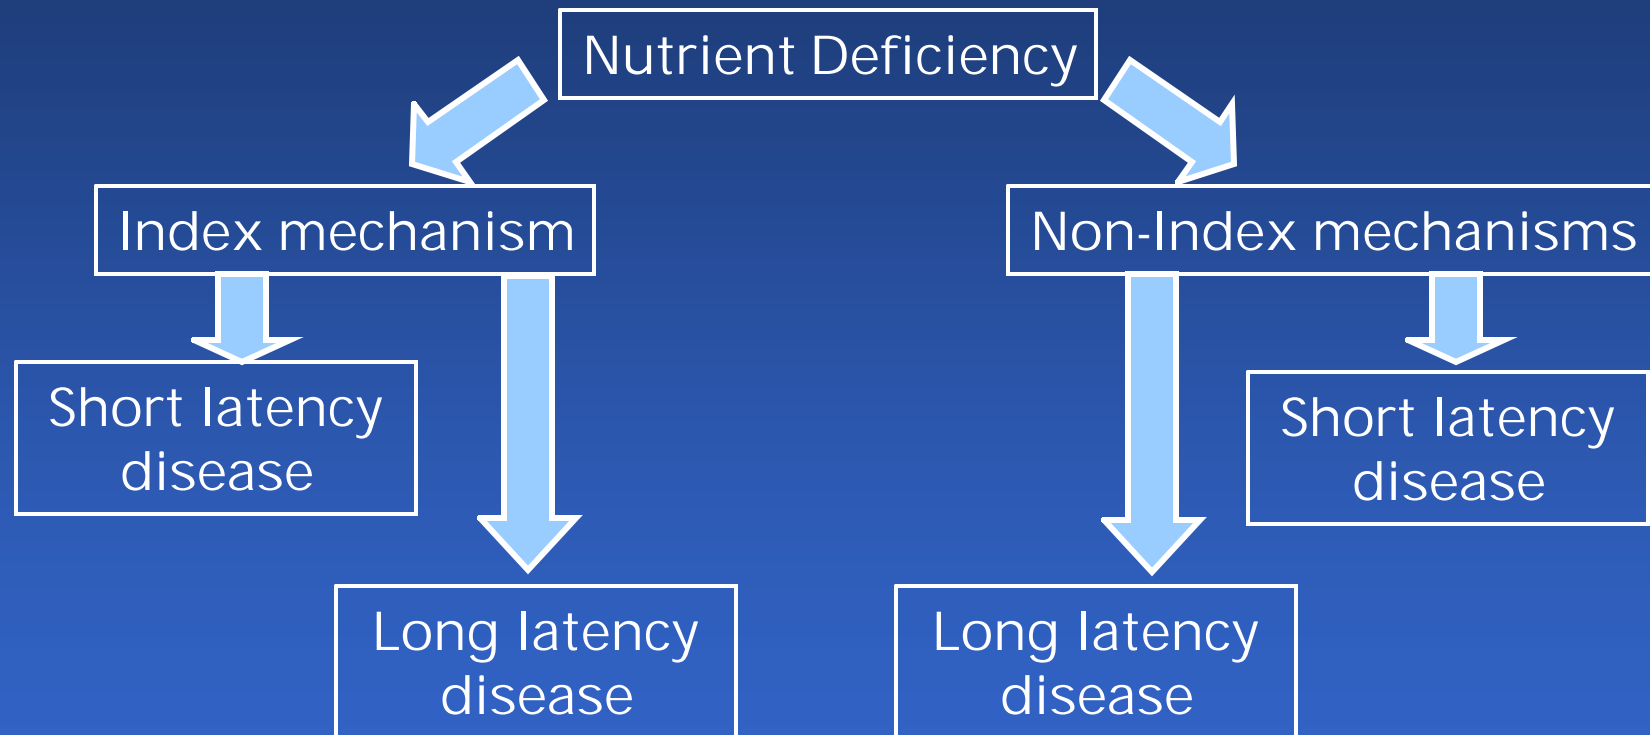 Nutrient Deficiency
Index mechanism
Non-Index mechanisms
Short latency
disease
Short latency
disease
Long latency
disease
Long latency
disease